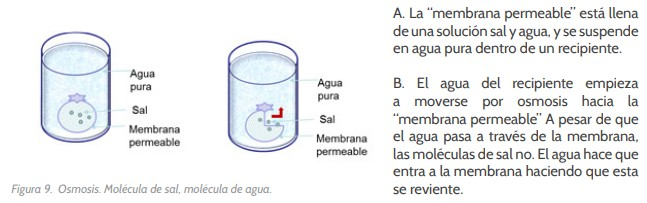 Agua
pura
Sal
Membrana
permeable
Agua
pura
Sal
Membrana
permeable
Figura 9. Osmosis. Molécula de sal, molécula de agua.
A. La “membrana permeable” está llena
de una solución sal y agua, y se suspende
en agua pura dentro de un recipiente.
B. El agua del recipiente empieza
a moverse por osmosis hacia la
“membrana permeable” A pesar de que
el agua pasa a través de la membrana,
las moléculas de sal no. El agua hace que
entra a la membrana haciendo que esta
se reviente.